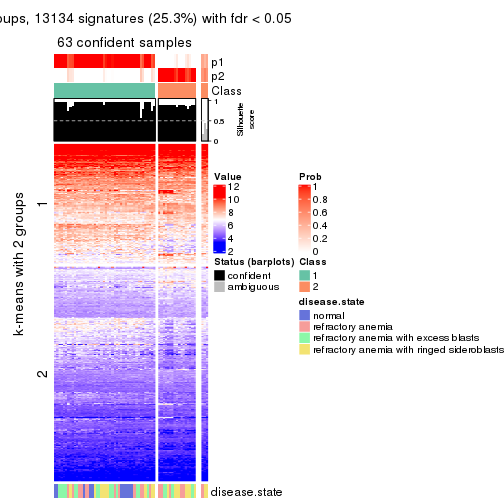 oups, 13134 signatures (25.3%) with fdr < 0.05
63 confident samples
p1
p2
Class
1
0.5
0
Silhouette
score
k-means with 2 groups
1
2
Value
12
10
8
6
4
2
Prob
1
0.8
0.6
0.4
0.2
0
Status (barplots)
confident
ambiguous
Class
1
2
disease.state
normal
refractory anemia
refractory anemia with excess blasts
refractory anemia with ringed sideroblasts
disease.state